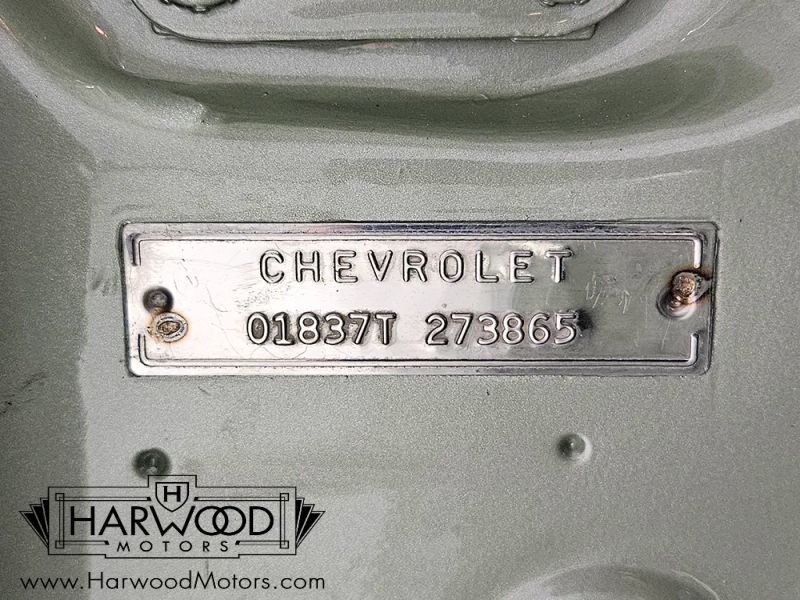 CHEVROLET
01837T 273865
H
HARWOOD
MOTORS
www.HarwoodMotors.com